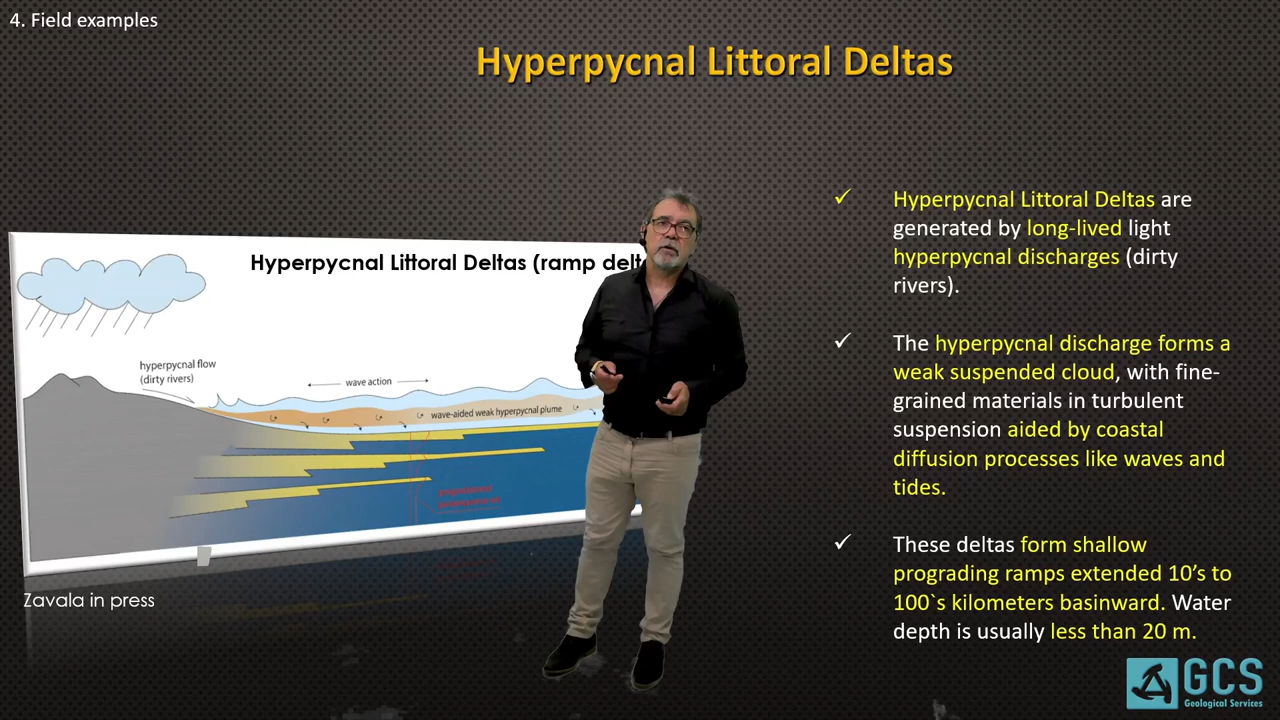 4. Field examples
Hyperpycnal Littoral Deltas
Hyperpycnal Littoral Deltas (ramp delt
hyperpycnal flow
(dirty rivers)
wave action
wave-aided weak hyperpycnal plume
Zavala in press
✓ Hyperpycnal Littoral Deltas are
generated by long-lived light
hyperpycnal discharges (dirty
rivers).
✓ The hyperpycnal discharge forms a
weak suspended cloud, with fine-
grained materials in turbulent
suspension aided by coastal
diffusion processes like waves and
tides.
✓ These deltas form shallow
prograding ramps extended 10's to
100`s kilometers basinward. Water
depth is usually less than 20 m.
GCS
Geological Services